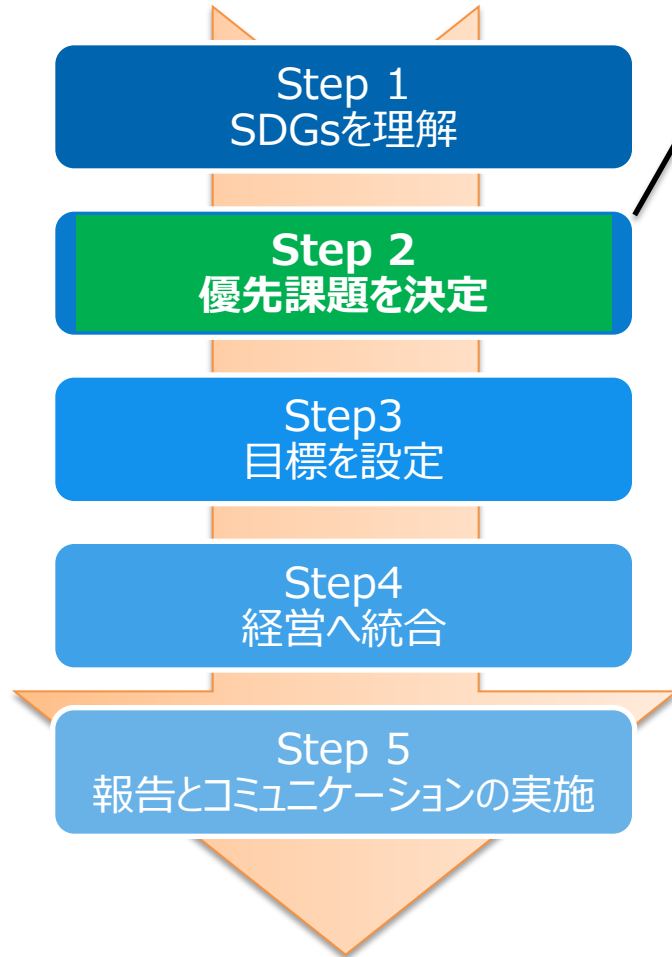 Step 1
SDGsを理解
Step 2
優先課題を決定
Step3
目標を設定
Step4
経営へ統合
Step 5
報告とコミュニケーションの実施